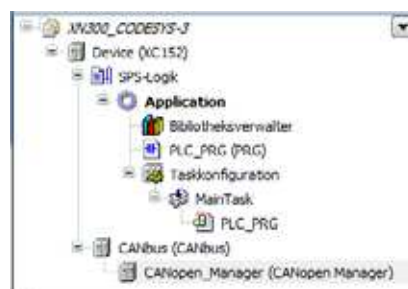 XN300_CODESYS-3
Device (XC152)
SPS-Logik
Application
Bibliotheksverwalter
PLC_PRG (PRG)
Taskkonfiguration
MainTask
PLC_PRG
CANbus (CANbus)
CANopen_Manager (CANopen Manager)